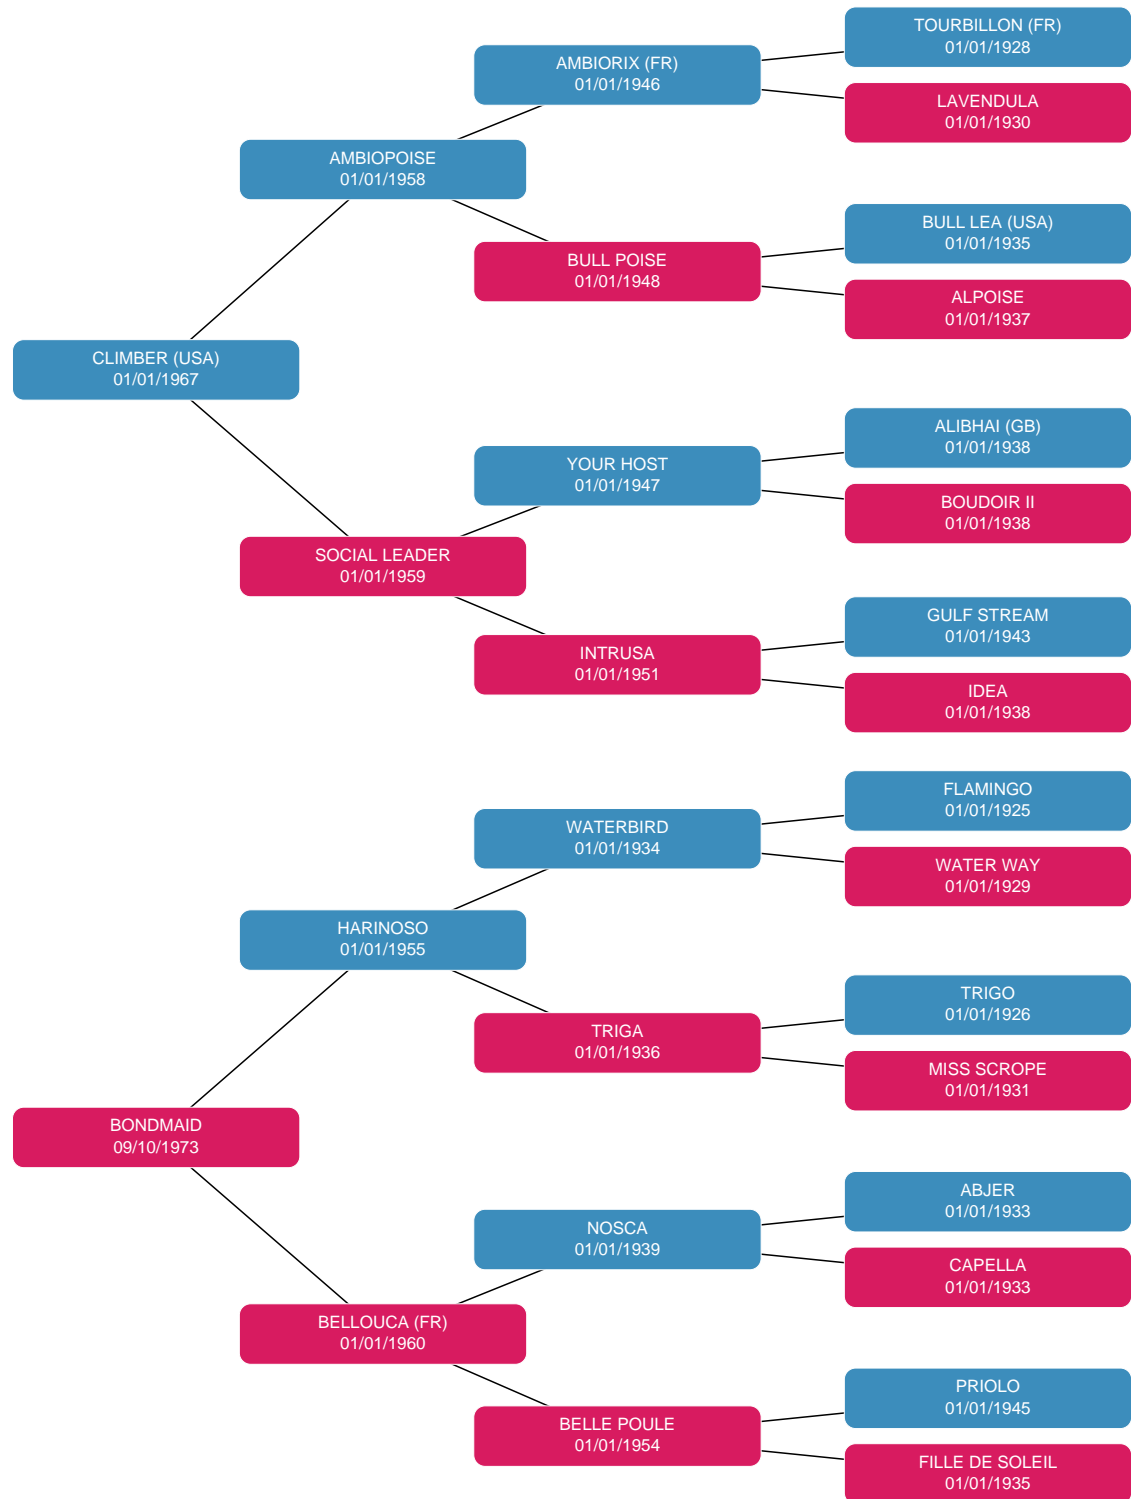 TOURBILLON (FR)
01/01/1928
AMBIORIX (FR)
01/01/1946
LAVENDULA
01/01/1930
AMBIOPOISE
01/01/1958
BULL LEA (USA)
01/01/1935
BULL POISE
01/01/1948
ALPOISE
01/01/1937
CLIMBER (USA)
01/01/1967
ALIBHAI (GB)
01/01/1938
YOUR HOST
01/01/1947
BOUDOIR II
01/01/1938
SOCIAL LEADER
01/01/1959
GULF STREAM
01/01/1943
INTRUSA
01/01/1951
IDEA
01/01/1938
FLAMINGO
01/01/1925
WATERBIRD
01/01/1934
WATER WAY
01/01/1929
HARINOSO
01/01/1955
TRIGO
01/01/1926
TRIGA
01/01/1936
MISS SCROPE
01/01/1931
BONDMAID
09/10/1973
ABJER
01/01/1933
NOSCA
01/01/1939
CAPELLA
01/01/1933
BELLOUCA (FR)
01/01/1960
PRIOLO
01/01/1945
BELLE POULE
01/01/1954
FILLE DE SOLEIL
01/01/1935